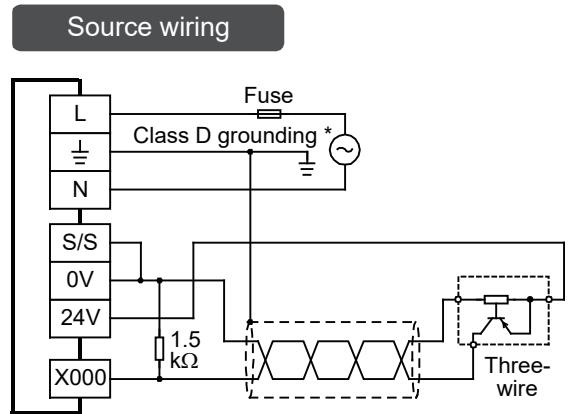 Source wiring
Fuse
L
Class D grounding *
N
S/S
0V
24V
1.5
kΩ
X000
Three-
wire